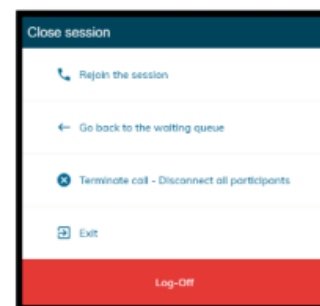 Close session
Rejoin the session
Go back to the waiting queue
Terminate call - Disconnect all participants
Exit
Log-Off